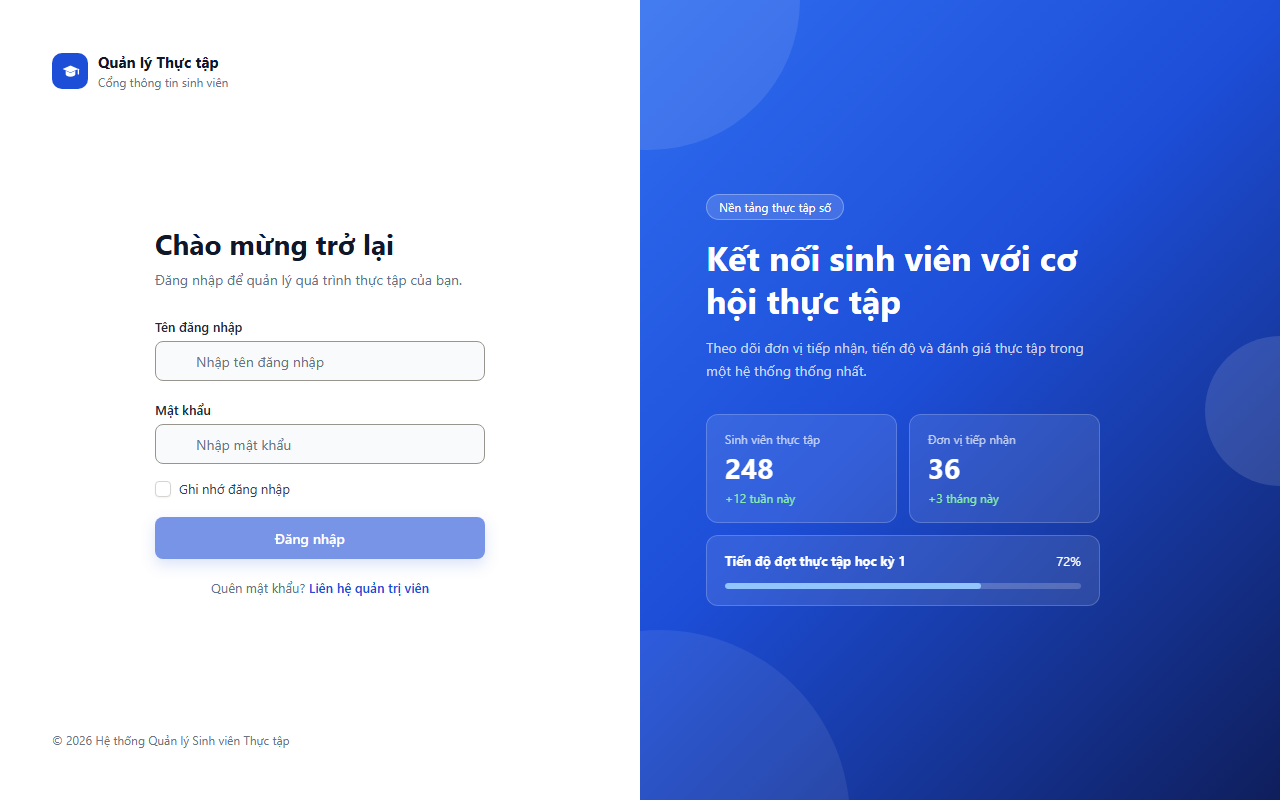 Quản lý Thực tập
Cổng thông tin sinh viên
Chào mừng trở lại
Đăng nhập để quản lý quá trình thực tập của bạn.
Tên đăng nhập
Nhập tên đăng nhập
Mật khẩu
Nhập mật khẩu
Ghi nhớ đăng nhập
Đăng nhập
Quên mật khẩu? Liên hệ quản trị viên
© 2026 Hệ thống Quản lý Sinh viên Thực tập
Nền tảng thực tập số
Kết nối sinh viên với cơ
hội thực tập
Theo dõi đơn vị tiếp nhận, tiến độ và đánh giá thực tập trong
một hệ thống thống nhất.
Sinh viên thực tập
248
+12 tuần này
Đơn vị tiếp nhận
36
+3 tháng này
Tiến độ đợt thực tập học kỳ 1 72%